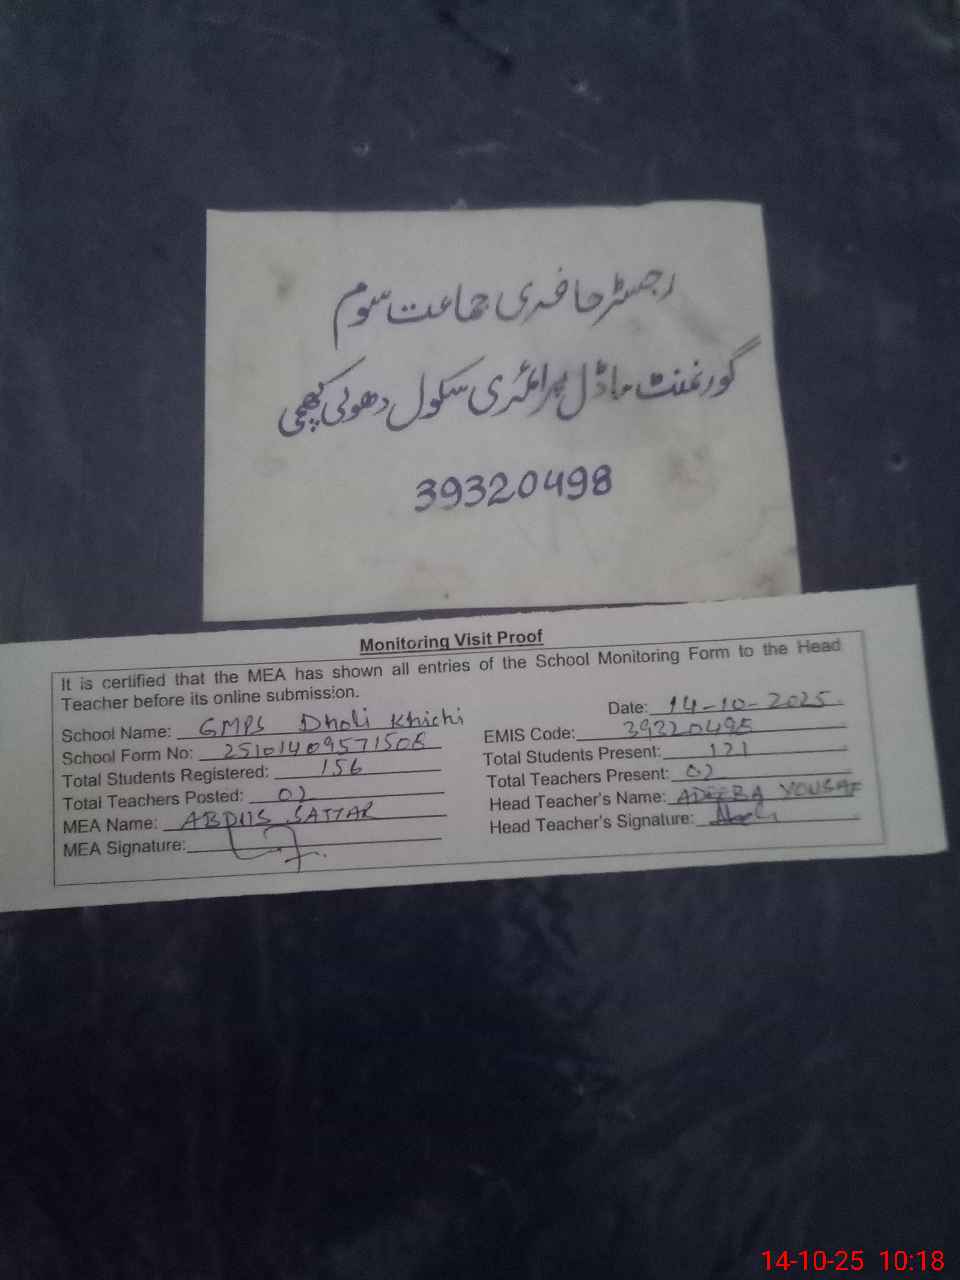 رجسٹر حاضری جماعت سوم
گورنمنٹ ماڈل پرائمری سکول دھولی کھچی
39320498
Monitoring Visit Proof
It is certified that the MEA has shown all entries of the School Monitoring Form to the Head
Teacher before its online submission.
Date: 14-10-2025
School Name: GMPS Dholi Khichi
EMIS Code: 39320498
School Form No:
Total Students Present: 121
Total Students Registered: 156
Total Teachers Present: 02
Total Teachers Posted: 02
Head Teacher's Name: ADEEBA YOUSAF
MEA Name: ABDUS SATTAR
Head Teacher's Signature:
MEA Signature:
14-10-25 10:18